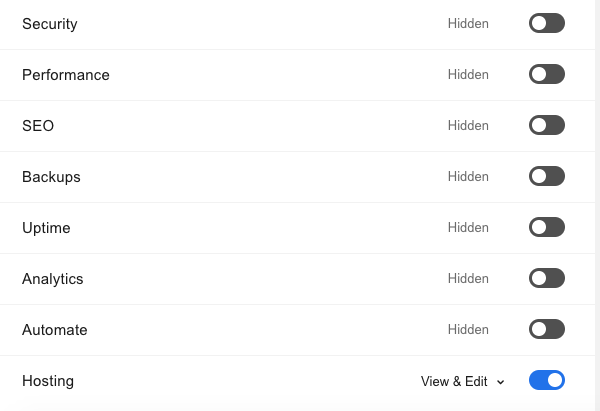 Security Hidden
Performance Hidden
SEO Hidden
Backups Hidden
Uptime Hidden
Analytics Hidden
Automate Hidden
Hosting View & Edit